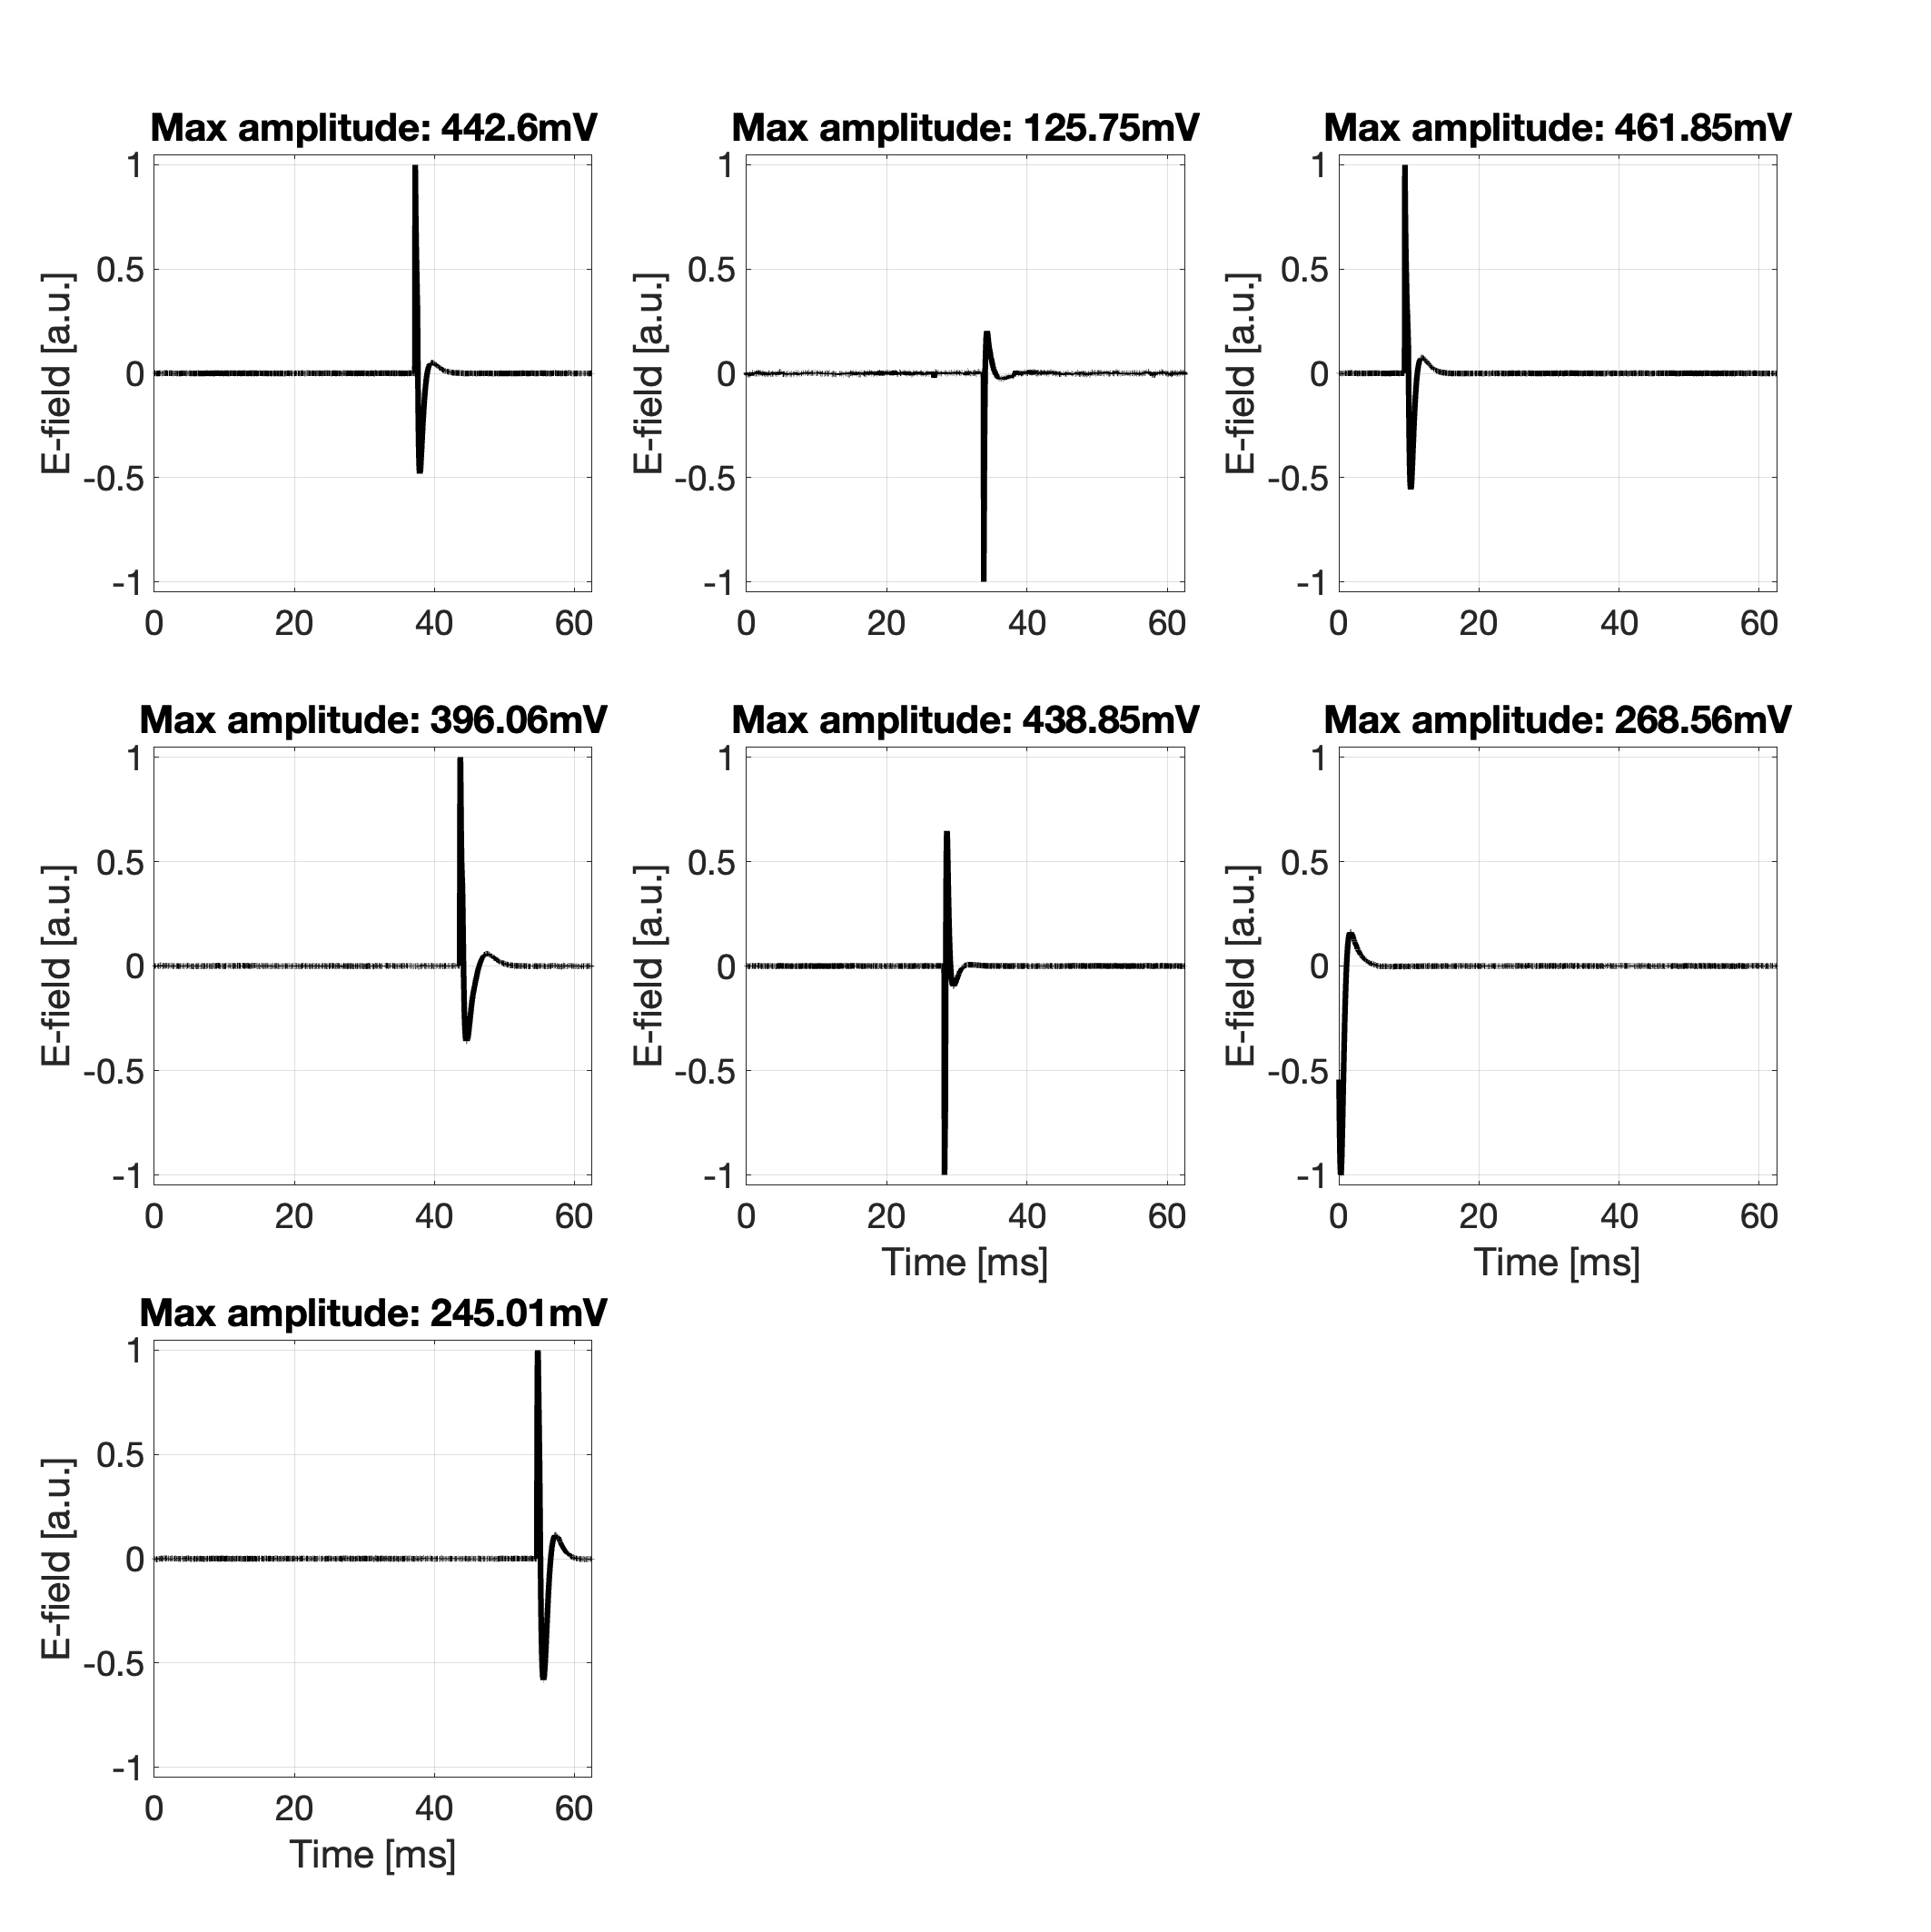 Max amplitude: 442.6mV
1
0.5
0
-0.5
-1
E-field [a.u.]
0 20 40 60
Max amplitude: 125.75mV
1
0.5
0
-0.5
-1
E-field [a.u.]
0 20 40 60
Max amplitude: 461.85mV
1
0.5
0
-0.5
-1
E-field [a.u.]
0 20 40 60
Max amplitude: 396.06mV
1
0.5
0
-0.5
-1
E-field [a.u.]
0 20 40 60
Max amplitude: 438.85mV
1
0.5
0
-0.5
-1
E-field [a.u.]
0 20 40 60
Time [ms]
Max amplitude: 268.56mV
1
0.5
0
-0.5
-1
E-field [a.u.]
0 20 40 60
Time [ms]
Max amplitude: 245.01mV
1
0.5
0
-0.5
-1
E-field [a.u.]
0 20 40 60
Time [ms]